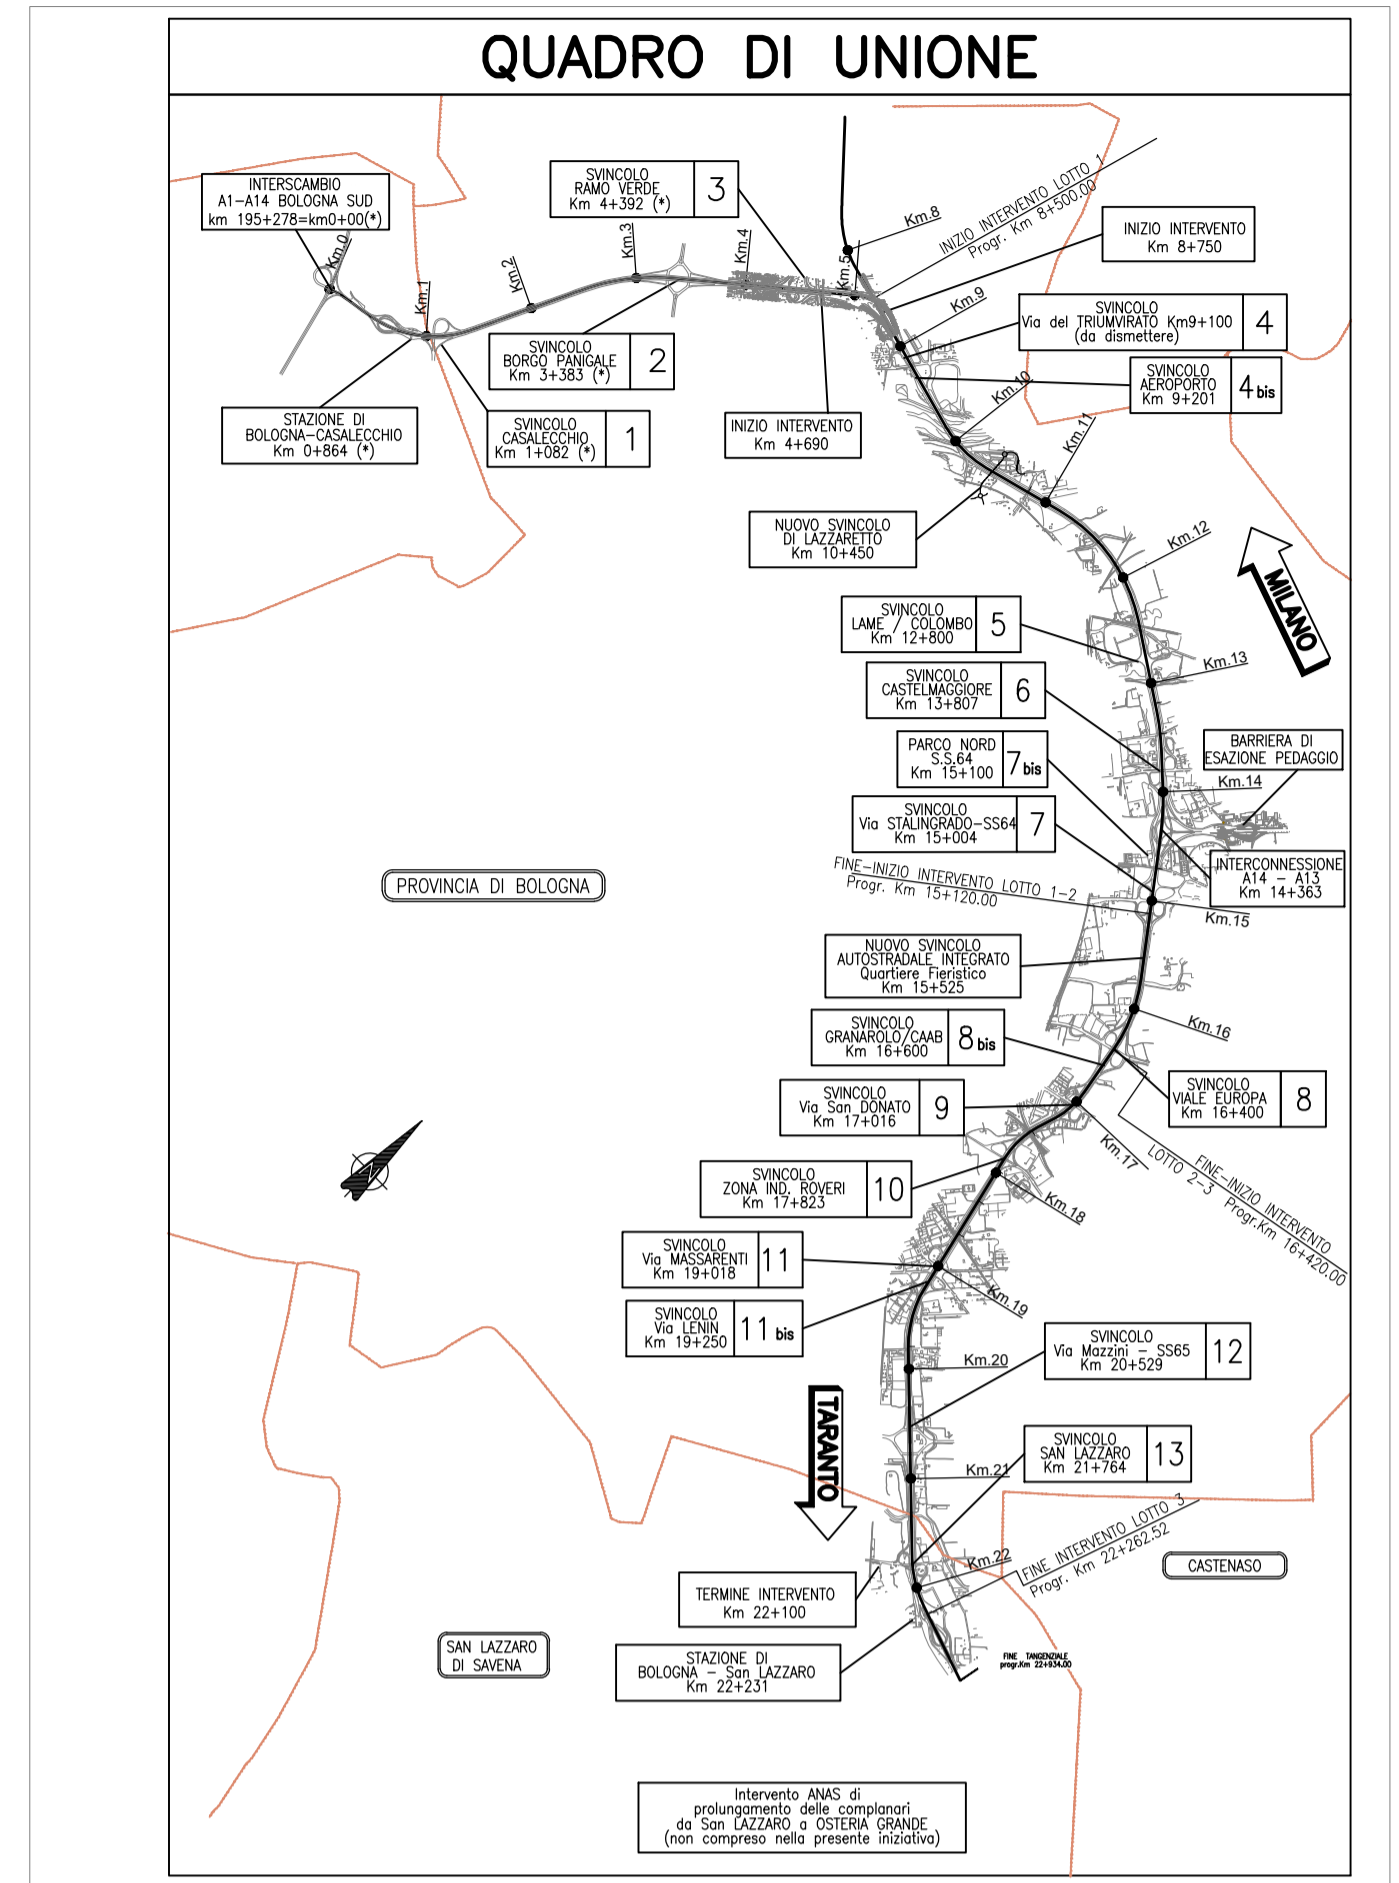 QUADRO DI UNIONE
INTERSCAMBIO
A1-A14 BOLOGNA SUD
km 195+278=km0+00(*)
SVINCOLO
RAMO VERDE
Km 4+392 (*)
3
Km.0
Km.1
Km.2
Km.3
Km.4
Km.5
Km.8
INIZIO INTERVENTO LOTTO 1
Progr. Km 8+500.00
INIZIO INTERVENTO
Km 8+750
Km.9
SVINCOLO
Via del TRIUMVIRATO Km9+100
(da dismettere)
4
SVINCOLO
AEROPORTO
Km 9+201
4 bis
SVINCOLO
BORGO PANIGALE
Km 3+383 (*)
2
STAZIONE DI
BOLOGNA-CASALECCHIO
Km 0+864 (*)
SVINCOLO
CASALECCHIO
Km 1+082 (*)
1
INIZIO INTERVENTO
Km 4+690
Km.10
Km.11
NUOVO SVINCOLO
DI LAZZARETTO
Km 10+450
Km.12
MILANO
SVINCOLO
LAME / COLOMBO
Km 12+800
5
Km.13
SVINCOLO
CASTELMAGGIORE
Km 13+807
6
PARCO NORD
S.S.64
Km 15+100
7 bis
BARRIERA DI
ESAZIONE PEDAGGIO
Km.14
SVINCOLO
Via STALINGRADO-SS64
Km 15+004
7
FINE-INIZIO INTERVENTO LOTTO 1-2
Progr. Km 15+120.00
INTERCONNESSIONE
A14 - A13
Km 14+363
Km.15
PROVINCIA DI BOLOGNA
NUOVO SVINCOLO
AUTOSTRADALE INTEGRATO
Quartiere Fieristico
Km 15+525
Km.16
SVINCOLO
GRANAROLO/CAAB
Km 16+600
8 bis
SVINCOLO
VIALE EUROPA
Km 16+400
8
SVINCOLO
Via San DONATO
Km 17+016
9
Km.17
FINE-INIZIO INTERVENTO
LOTTO 2-3 Progr.Km 16+420.00
SVINCOLO
ZONA IND. ROVERI
Km 17+823
10
Km.18
SVINCOLO
Via MASSARENTI
Km 19+018
11
Km.19
SVINCOLO
Via LENIN
Km 19+250
11 bis
SVINCOLO
Via Mazzini - SS65
Km 20+529
12
Km.20
TARANTO
SVINCOLO
SAN LAZZARO
Km 21+764
13
Km.21
FINE INTERVENTO LOTTO 3
Progr. Km 22+262.52
Km.22
CASTENASO
TERMINE INTERVENTO
Km 22+100
SAN LAZZARO
DI SAVENA
STAZIONE DI
BOLOGNA - San LAZZARO
Km 22+231
FINE TANGENZIALE
progr.Km 22+934.00
Intervento ANAS di
prolungamento delle complanari
da San LAZZARO a OSTERIA GRANDE
(non compreso nella presente iniziativa)